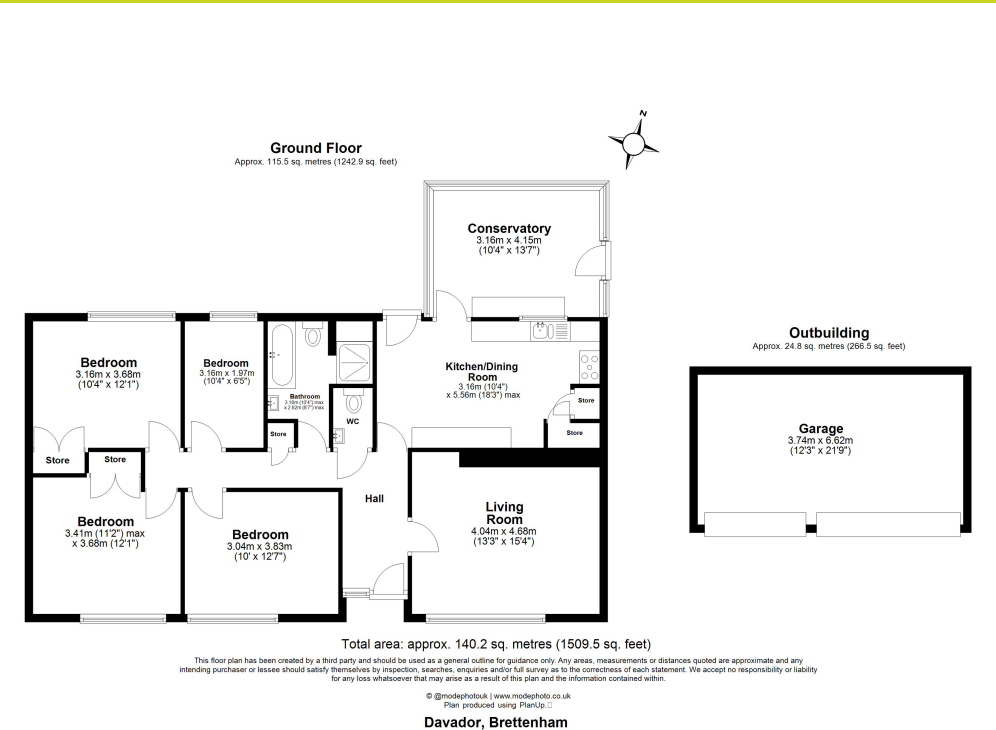 N
Ground Floor
Approx. 115.5 sq. metres (1242.9 sq. feet)
Conservatory
3.16m x 4.15m
(10'4" x 13'7")
Outbuilding
Approx. 24.8 sq. metres (266.5 sq. feet)
Bedroom
3.16m x 3.68m
(10'4" x 12'1")
Bedroom
3.16m x 1.97m
(10'4" x 6'5")
Bathroom
3.16m (10'4") max
x 2.62m (8'7") max
Kitchen/Dining
Room
3.16m (10'4")
x 5.56m (18'3") max
Store
Store
WC
Store
Store
Store
Garage
3.74m x 6.62m
(12'3" x 21'9")
Hall
Living
Room
4.04m x 4.68m
(13'3" x 15'4")
Bedroom
3.41m (11'2") max
x 3.68m (12'1")
Bedroom
3.04m x 3.83m
(10' x 12'7")
Total area: approx. 140.2 sq. metres (1509.5 sq. feet)
This floor plan has been created by a third party and should be used as a general outline for guidance only. Any areas, measurements or distances quoted are approximate and any
intending purchaser or lessee should satisfy themselves by inspection, searches, enquiries and/or full survey as to the correctness of each statement. We accept no responsibility or liability
for any loss whatsoever that may arise as a result of this plan and the information contained within.
© @modephotouk | www.modephoto.co.uk
Plan produced using PlanUp.
Davador, Brettenham